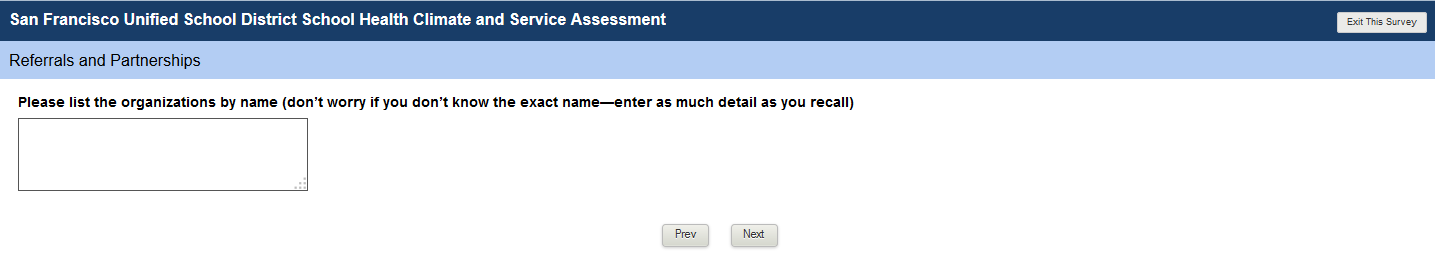 San Francisco Unified School District School Health Climate and Service Assessment
Exit This Survey
Referrals and Partnerships
Please list the organizations by name (don’t worry if you don’t know the exact name—enter as much detail as you recall)
Prev Next